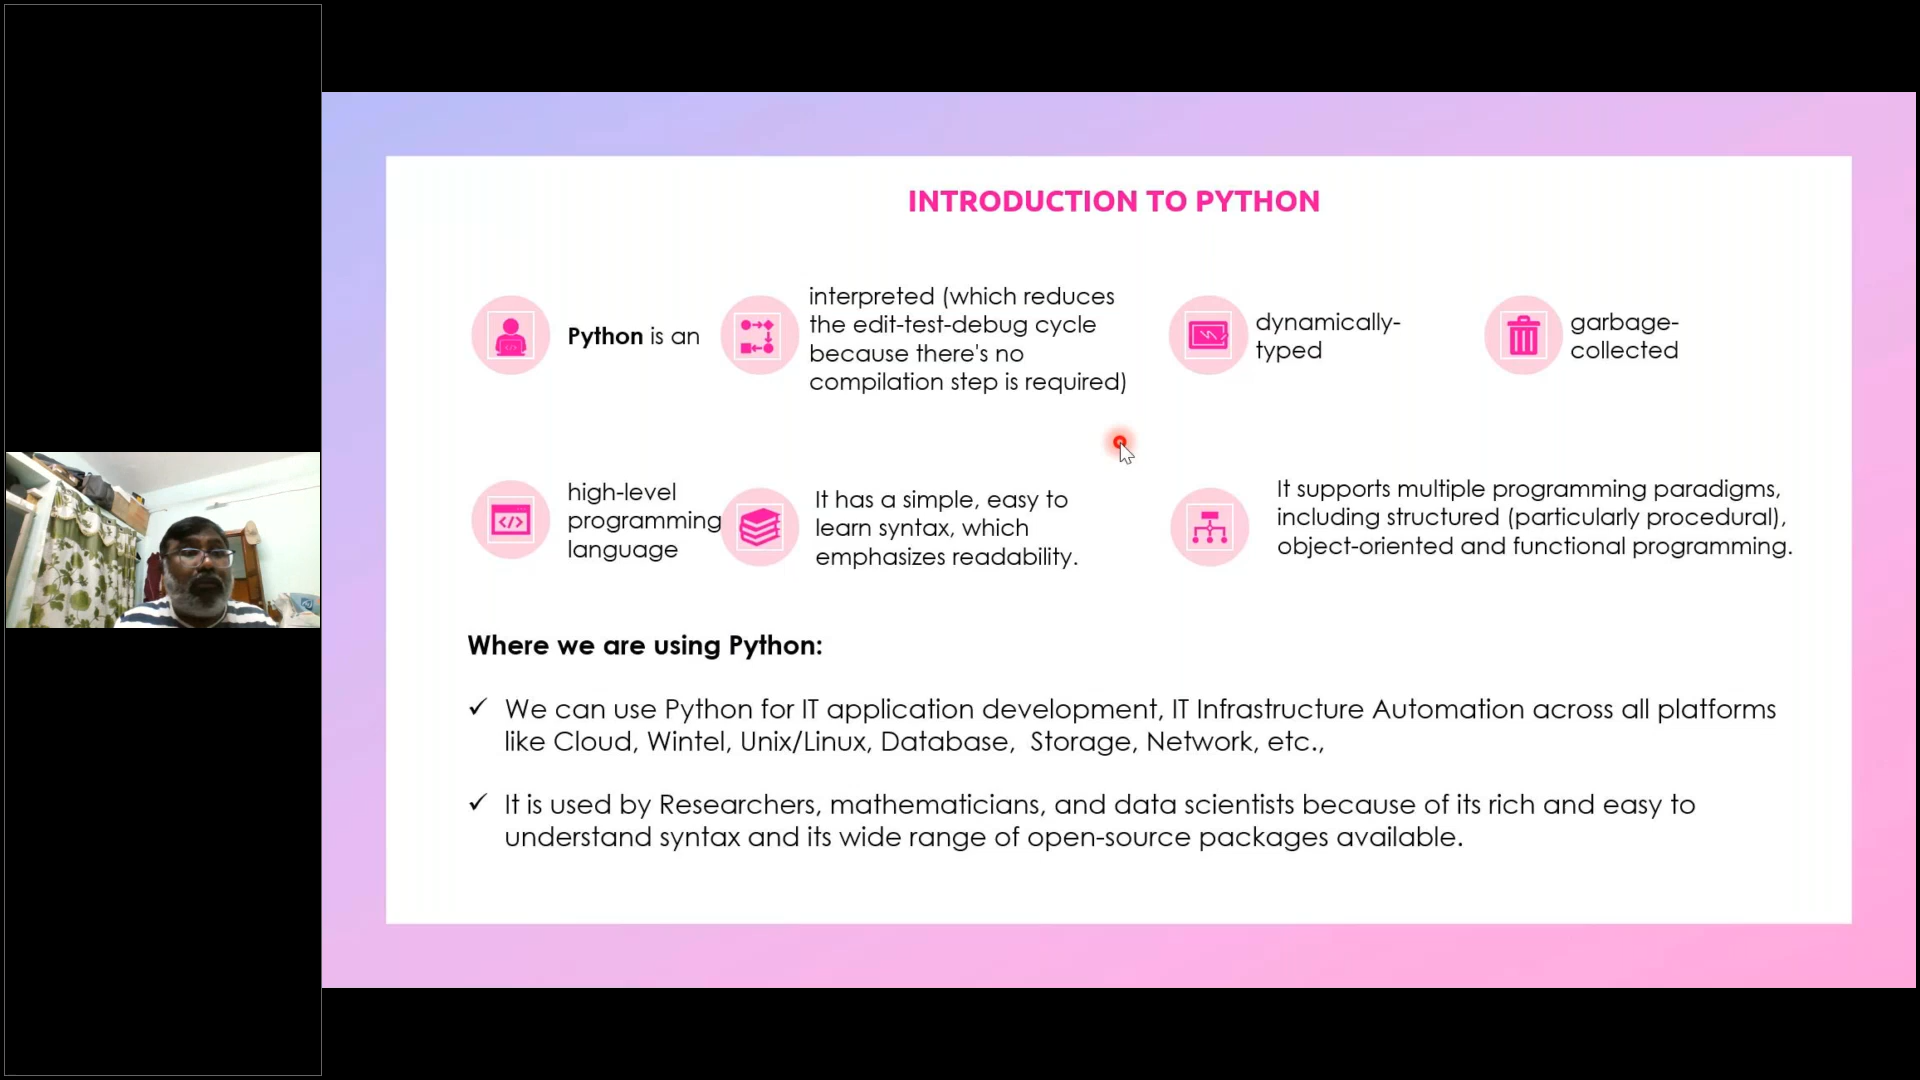 INTRODUCTION TO PYTHON
Python is an
interpreted (which reduces
the edit-test-debug cycle
because there's no
compilation step is required)
dynamically-
typed
garbage-
collected
high-level
programming
language
It has a simple, easy to
learn syntax, which
emphasizes readability.
It supports multiple programming paradigms,
including structured (particularly procedural),
object-oriented and functional programming.
Where we are using Python:
✓ We can use Python for IT application development, IT Infrastructure Automation across all platforms
like Cloud, Wintel, Unix/Linux, Database, Storage, Network, etc.,
✓ It is used by Researchers, mathematicians, and data scientists because of its rich and easy to
understand syntax and its wide range of open-source packages available.